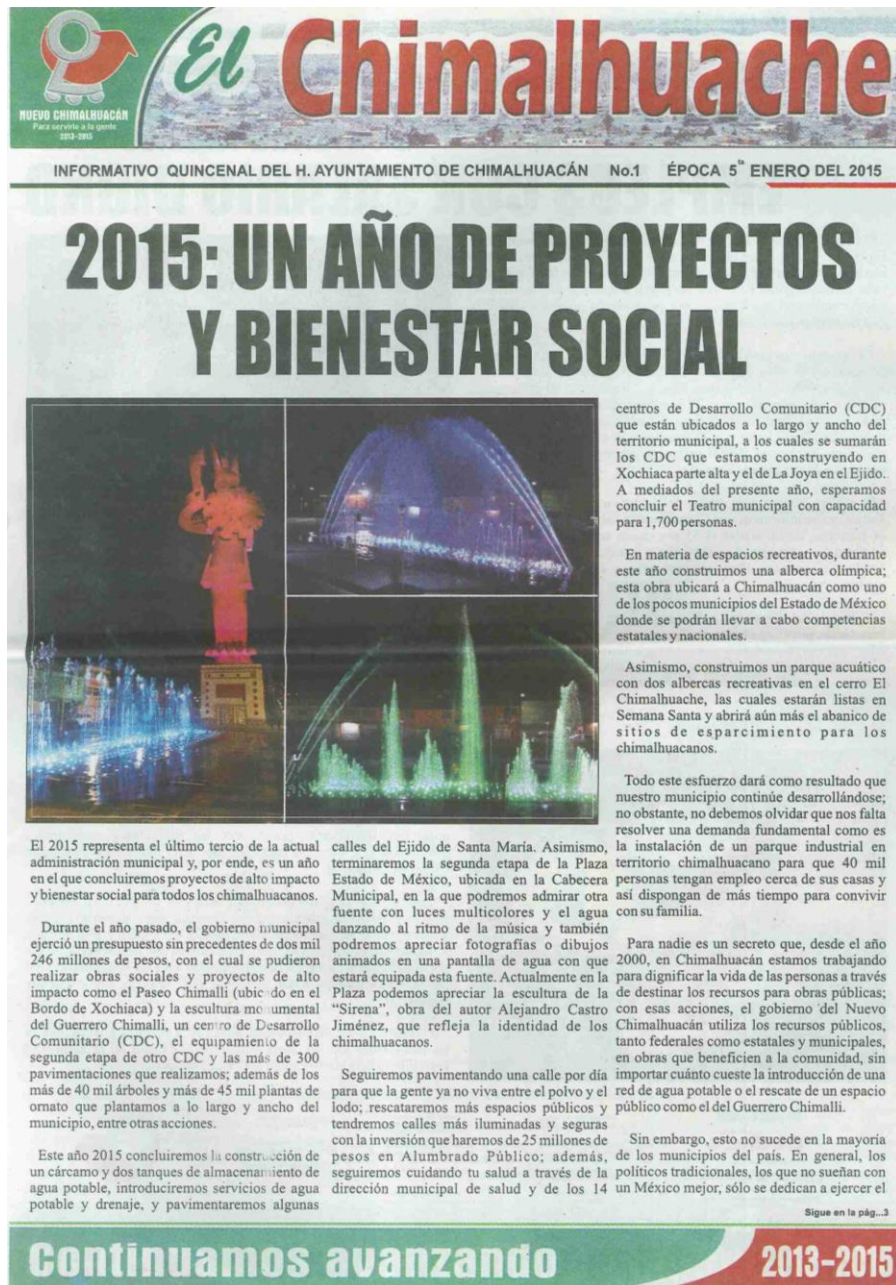 El Chimalhuache
NUEVO CHIMALHUACÁN
Para servirle a la gente
2013-2015
INFORMATIVO QUINCENAL DEL H. AYUNTAMIENTO DE CHIMALHUACÁN No.1 ÉPOCA 5ta ENERO DEL 2015
2015: UN AÑO DE PROYECTOS
Y BIENESTAR SOCIAL
El 2015 representa el último tercio de la actual
administración municipal y, por ende, es un año
en el que concluiremos proyectos de alto impacto
y bienestar social para todos los chimalhuacanos.
Durante el año pasado, el gobierno municipal
ejerció un presupuesto sin precedentes de dos mil
246 millones de pesos, con el cual se pudieron
realizar obras sociales y proyectos de alto
impacto como el Paseo Chimalli (ubicado en el
Bordo de Xochiaca) y la escultura monumental
del Guerrero Chimalli, un centro de Desarrollo
Comunitario (CDC), el equipamiento de la
segunda etapa de otro CDC y las más de 300
pavimentaciones que realizamos; además de los
más de 40 mil árboles y más de 45 mil plantas de
ornato que plantamos a lo largo y ancho del
municipio, entre otras acciones.
Este año 2015 concluiremos la construcción de
un cárcamo y dos tanques de almacenamiento de
agua potable, introduciremos servicios de agua
potable y drenaje, y pavimentaremos algunas
calles del Ejido de Santa María. Asimismo,
terminaremos la segunda etapa de la Plaza
Estado de México, ubicada en la Cabecera
Municipal, en la que podremos admirar otra
fuente con luces multicolores y el agua
danzando al ritmo de la música y también
podremos apreciar fotografías o dibujos
animados en una pantalla de agua con que
estará equipada esta fuente. Actualmente en la
Plaza podemos apreciar la escultura de la
“Sirena”, obra del autor Alejandro Castro
Jiménez, que refleja la identidad de los
chimalhuacanos.
Seguiremos pavimentando una calle por día
para que la gente ya no viva entre el polvo y el
lodo; rescataremos más espacios públicos y
tendremos calles más iluminadas y seguras
con la inversión que haremos de 25 millones de
pesos en Alumbrado Público; además,
seguiremos cuidando tu salud a través de la
dirección municipal de salud y de los 14
centros de Desarrollo Comunitario (CDC)
que están ubicados a lo largo y ancho del
territorio municipal, a los cuales se sumarán
los CDC que estamos construyendo en
Xochiaca parte alta y el de La Joya en el Ejido.
A mediados del presente año, esperamos
concluir el Teatro municipal con capacidad
para 1,700 personas.
En materia de espacios recreativos, durante
este año construimos una alberca olímpica;
esta obra ubicará a Chimalhuacán como uno
de los pocos municipios del Estado de México
donde se podrán llevar a cabo competencias
estatales y nacionales.
Asimismo, construimos un parque acuático
con dos albercas recreativas en el cerro El
Chimalhuache, las cuales estarán listas en
Semana Santa y abrirá aún más el abanico de
sitios de esparcimiento para los
chimalhuacanos.
Todo este esfuerzo dará como resultado que
nuestro municipio continúe desarrollándose;
no obstante, no debemos olvidar que nos falta
resolver una demanda fundamental como es
la instalación de un parque industrial en
territorio chimalhuacano para que 40 mil
personas tengan empleo cerca de sus casas y
así dispongan de más tiempo para convivir
con su familia.
Para nadie es un secreto que, desde el año
2000, en Chimalhuacán estamos trabajando
para dignificar la vida de las personas a través
de destinar los recursos para obras públicas;
con esas acciones, el gobierno del Nuevo
Chimalhuacán utiliza los recursos públicos,
tanto federales como estatales y municipales,
en obras que beneficien a la comunidad, sin
importar cuánto cueste la introducción de una
red de agua potable o el rescate de un espacio
público como el del Guerrero Chimalli.
Sin embargo, esto no sucede en la mayoría
de los municipios del país. En general, los
políticos tradicionales, los que no sueñan con
un México mejor, sólo se dedican a ejercer el
Sigue en la pág...3
Continuamos avanzando
2013-2015